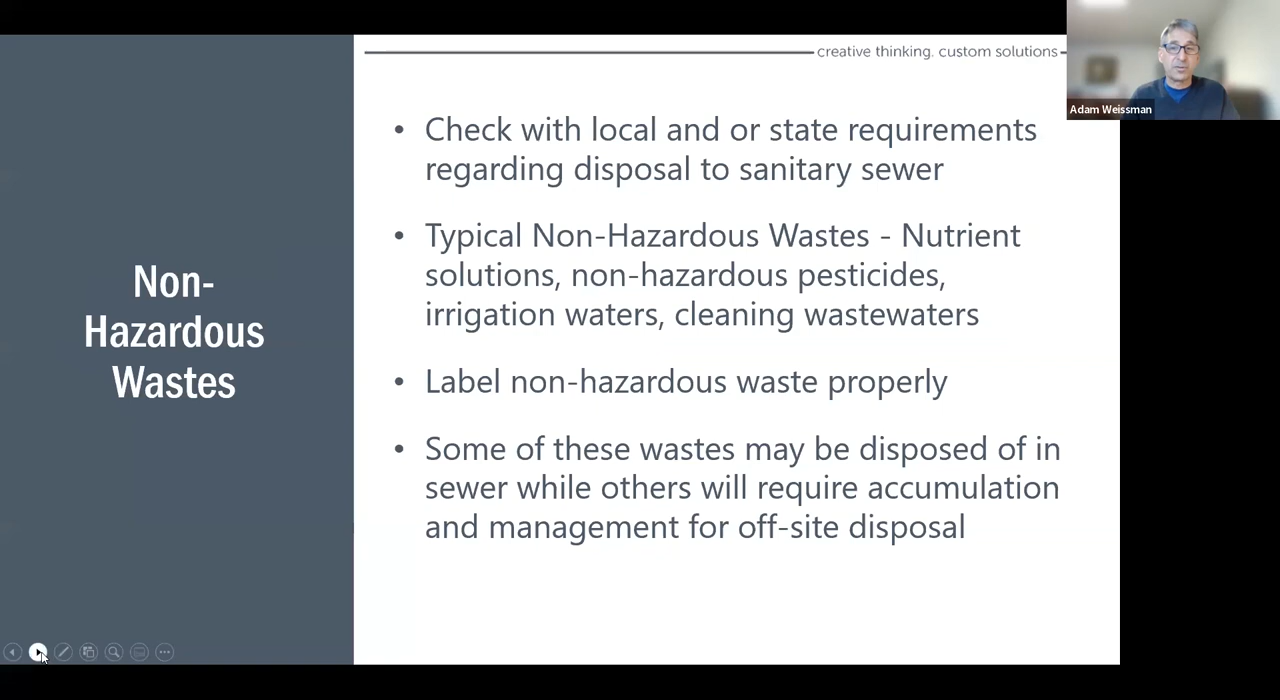 creative thinking. custom solutions
Adam Weissman
Non-
Hazardous
Wastes
• Check with local and or state requirements
regarding disposal to sanitary sewer
• Typical Non-Hazardous Wastes - Nutrient
solutions, non-hazardous pesticides,
irrigation waters, cleaning wastewaters
• Label non-hazardous waste properly
• Some of these wastes may be disposed of in
sewer while others will require accumulation
and management for off-site disposal